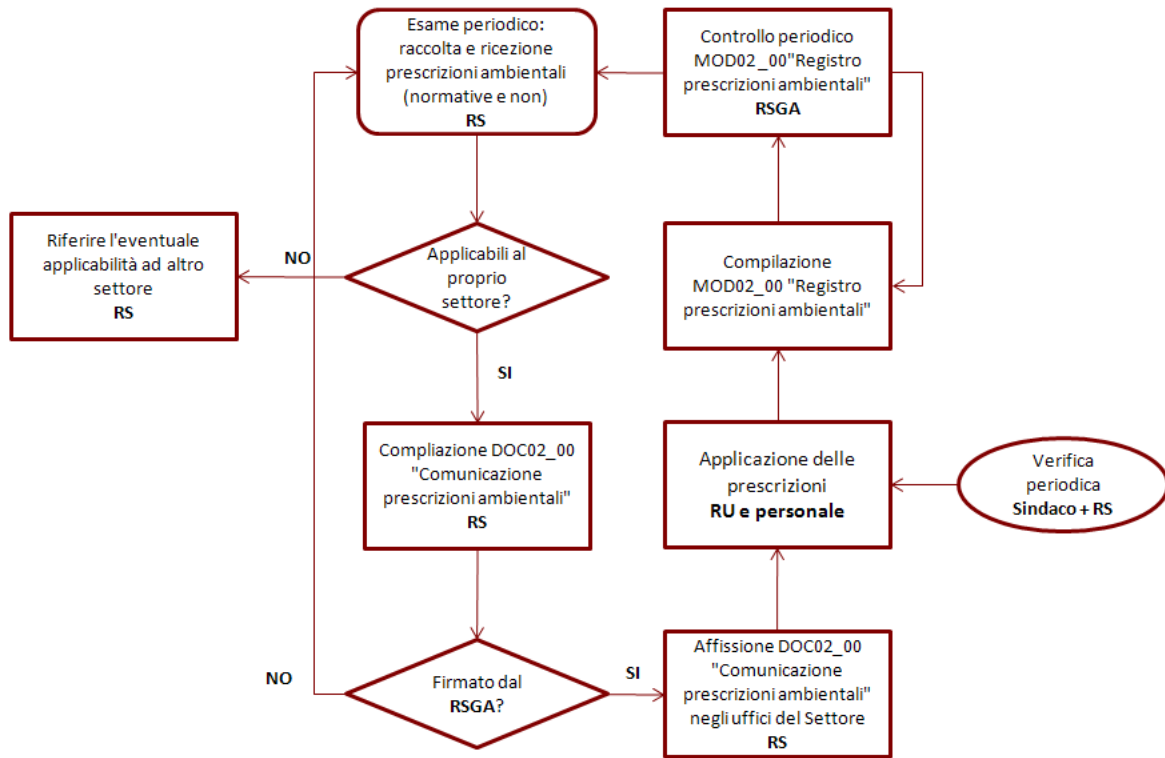 Esame periodico:
raccolta e ricezione
prescrizioni ambientali
(normative e non)
RS
Controllo periodico
MOD02_00"Registro
prescrizioni ambientali"
RSGA
Riferire l'eventuale
applicabilità ad altro
settore
RS
NO
Applicabili al
proprio
settore?
Compilazione
MOD02_00 "Registro
prescrizioni ambientali"
SI
Compliazione DOC02_00
"Comunicazione
prescrizioni ambientali"
RS
Applicazione delle
prescrizioni
RU e personale
Verifica
periodica
Sindaco + RS
NO
Firmato dal
RSGA?
SI
Affissione DOC02_00
"Comunicazione
prescrizioni ambientali"
negli uffici del Settore
RS